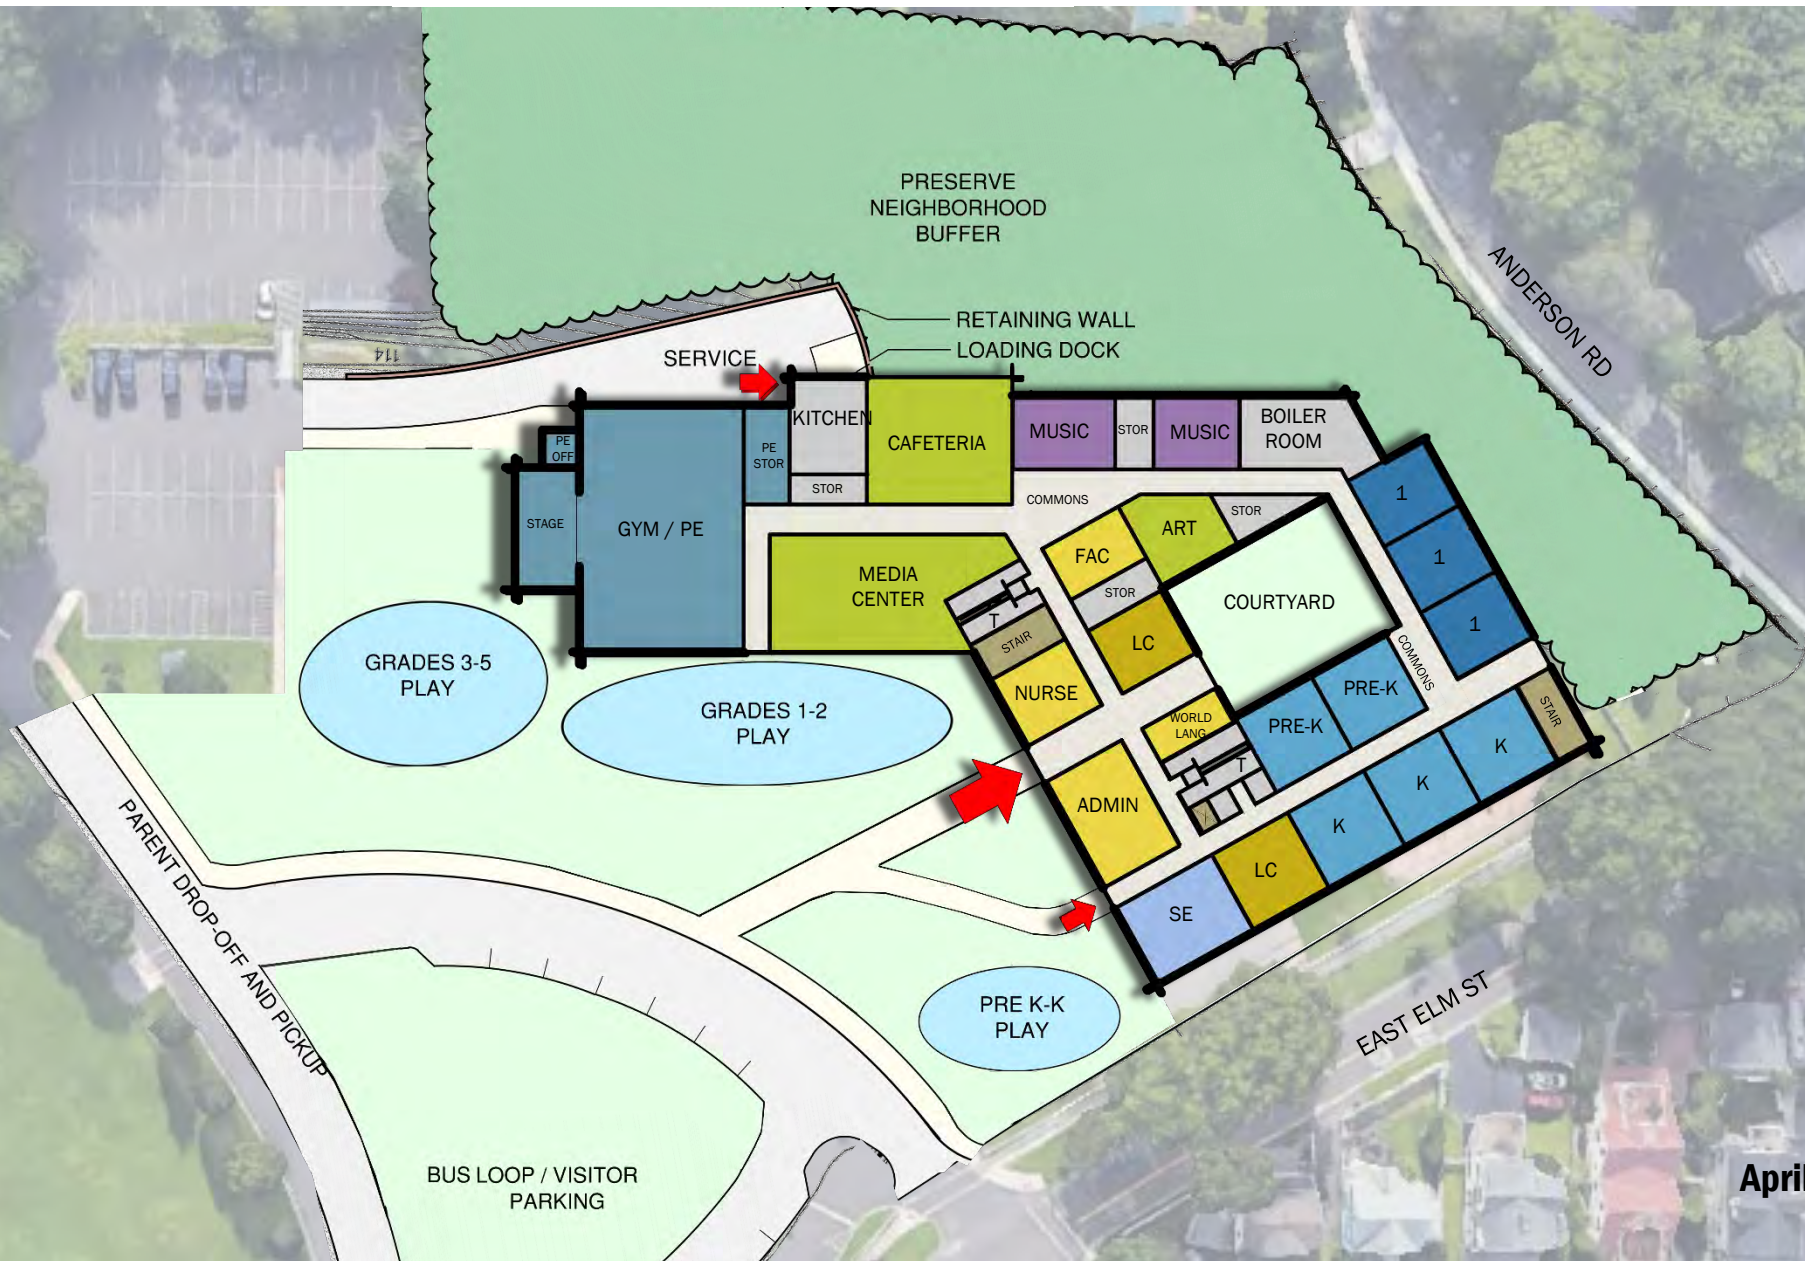 PRESERVE
NEIGHBORHOOD
BUFFER
ANDERSON RD
RETAINING WALL
LOADING DOCK
114
SERVICE
KITCHEN
CAFETERIA
MUSIC
STOR
MUSIC
BOILER
ROOM
PE
OFF
PE
STOR
STOR
STAGE
GYM / PE
COMMONS
1
1
1
ART
STOR
FAC
STOR
LC
MEDIA
CENTER
COURTYARD
T
STAIR
NURSE
COMMONS
PRE-K
PRE-K
WORLD
LANG
T
STAIR
K
K
K
ADMIN
LC
SE
GRADES 3-5
PLAY
GRADES 1-2
PLAY
PRE K-K
PLAY
PARENT DROP-OFF AND PICKUP
EAST ELM ST
BUS LOOP / VISITOR
PARKING
April